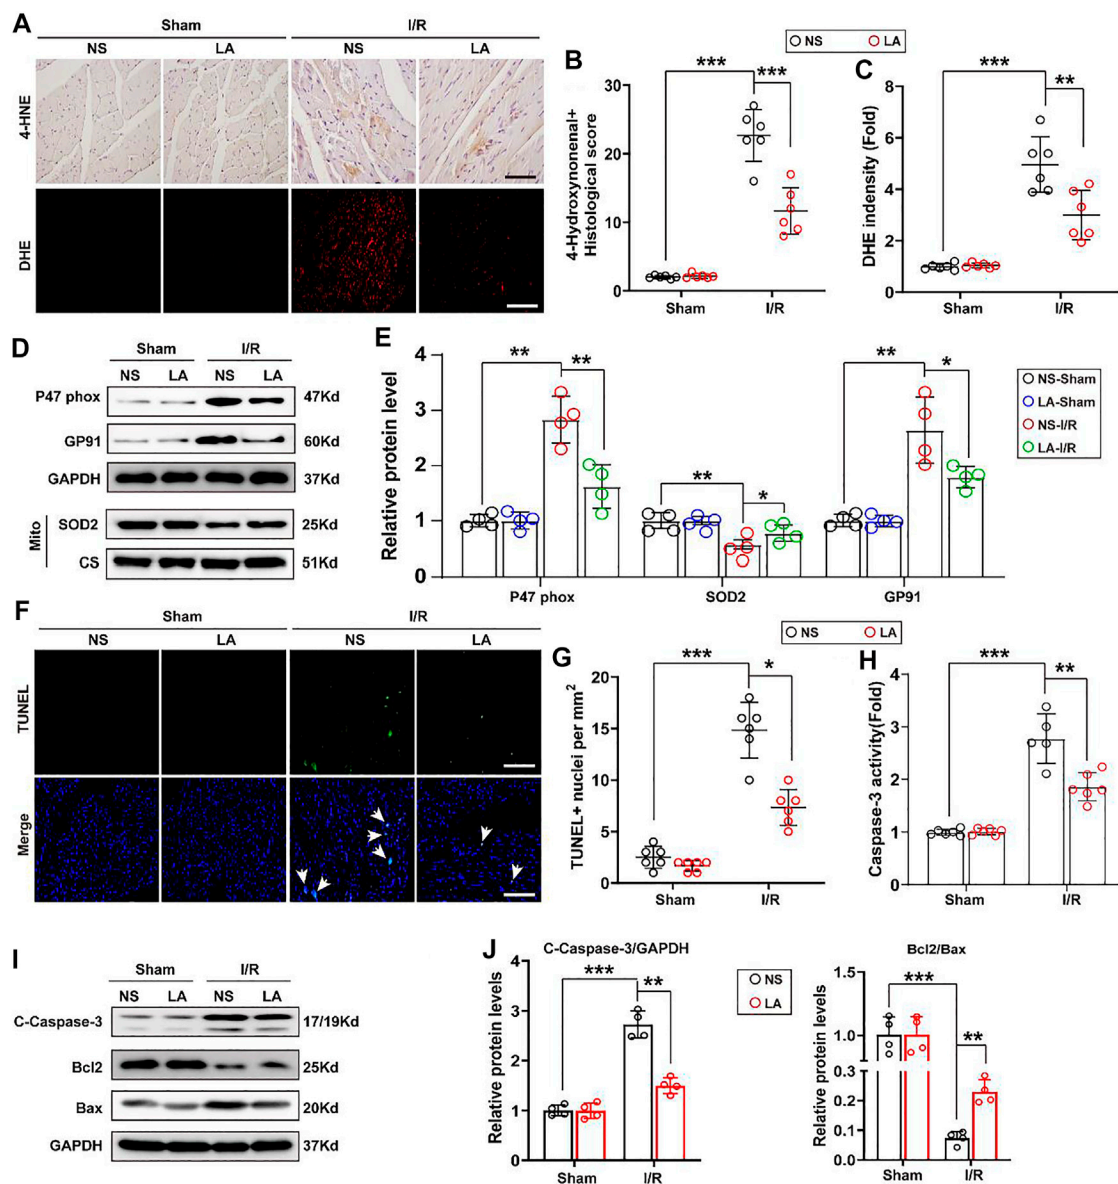 A
Sham
I/R
NS
LA
NS
LA
4-HNE
DHE
NS
LA
B
4-Hydroxynonenal+
Histological score
30
20
10
0
***
***
Sham
I/R
C
DHE indensity (Fold)
8
6
4
2
0
***
**
Sham
I/R
D
Sham
I/R
NS
LA
NS
LA
P47 phox
47Kd
GP91
60Kd
GAPDH
37Kd
Mito
SOD2
25Kd
CS
51Kd
E
Relative protein level
4
3
2
1
0
**
**
**
*
**
*
P47 phox
SOD2
GP91
NS-Sham
LA-Sham
NS-I/R
LA-I/R
F
Sham
I/R
NS
LA
NS
LA
TUNEL
Merge
NS
LA
G
TUNEL+ nuclei per mm2
20
15
10
5
0
***
*
Sham
I/R
H
Caspase-3 activity(Fold)
4
3
2
1
0
***
**
Sham
I/R
I
Sham
I/R
NS
LA
NS
LA
C-Caspase-3
17/19Kd
Bcl2
25Kd
Bax
20Kd
GAPDH
37Kd
J
C-Caspase-3/GAPDH
Relative protein levels
4
3
2
1
0
***
**
Sham
I/R
NS
LA
Bcl2/Bax
Relative protein levels
1.5
1.0
0.3
0.2
0.1
0.0
***
**
Sham
I/R